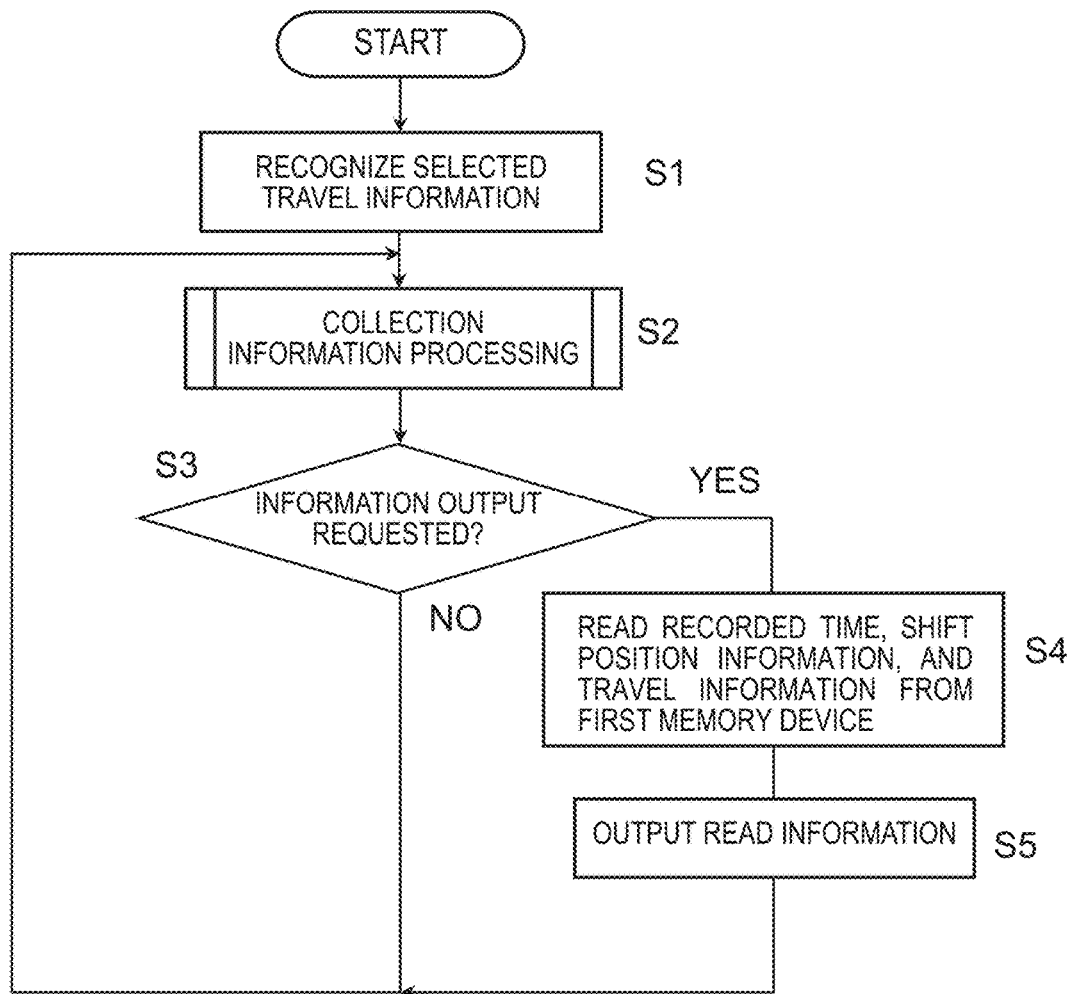 START
RECOGNIZE SELECTED
TRAVEL INFORMATION
S1
COLLECTION
INFORMATION PROCESSING
S2
S3
INFORMATION OUTPUT
REQUESTED?
YES
NO
READ RECORDED TIME, SHIFT
POSITION INFORMATION, AND
TRAVEL INFORMATION FROM
FIRST MEMORY DEVICE
S4
OUTPUT READ INFORMATION
S5